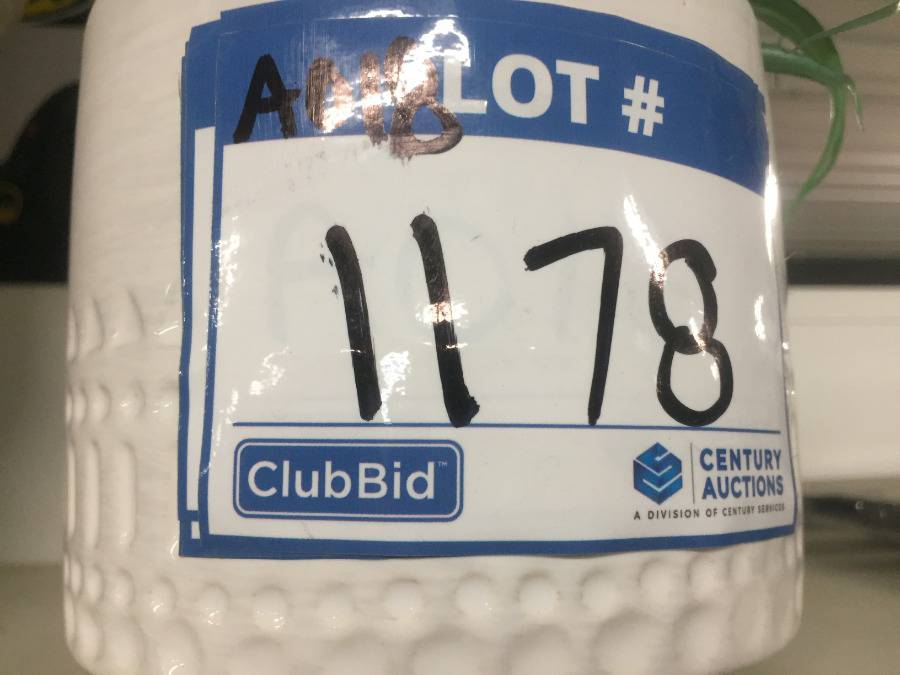 LOT #
1178
ClubBid™
CENTURY
AUCTIONS
A DIVISION OF CENTURY SERVICES